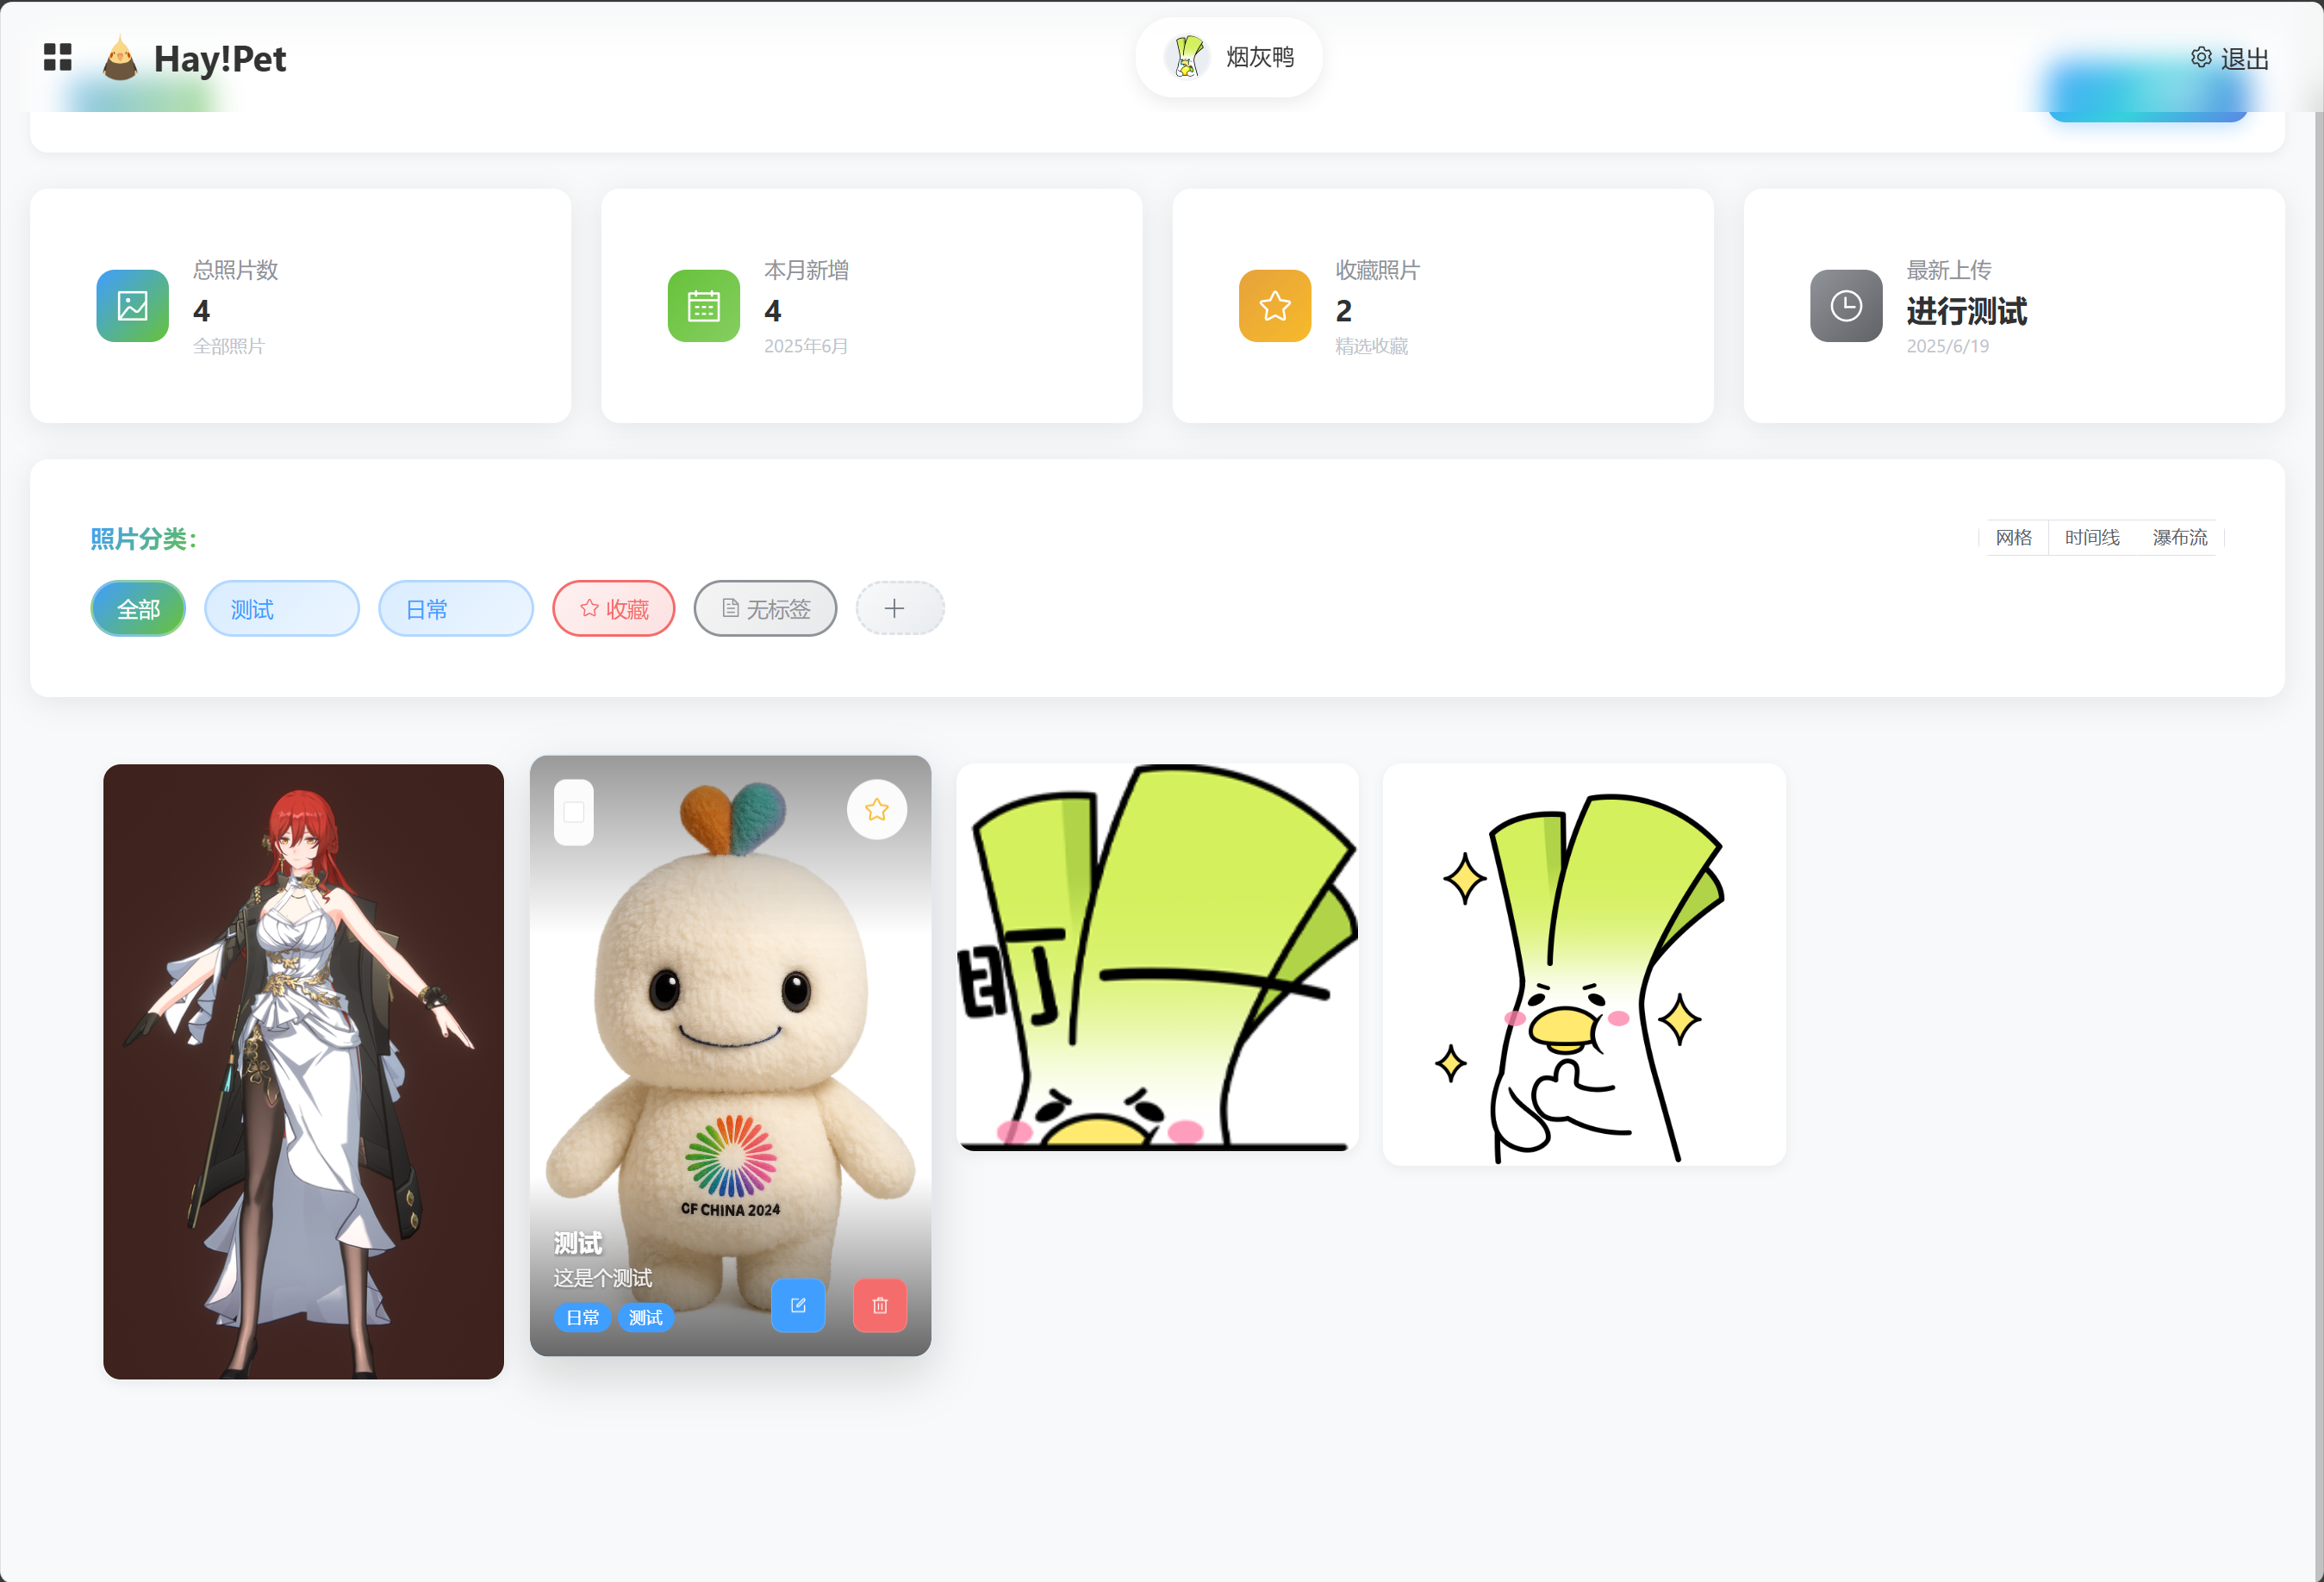 Hay!Pet
烟灰鸭
退出
总照片数
4
全部照片
本月新增
4
2025年6月
收藏照片
2
精选收藏
最新上传
进行测试
2025/6/19
照片分类：
网格 时间线 瀑布流
全部 测试 日常 收藏 无标签
盯
OF CHINA 2024
测试
这是个测试
日常 测试